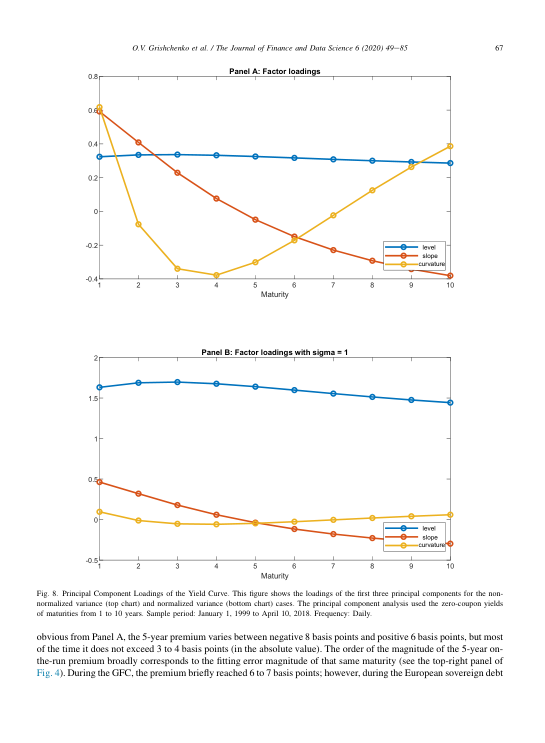 O.V. Grishchenko et al. / The Journal of Finance and Data Science 6 (2020) 49–85 67
Panel A: Factor loadings
0.8
0.6
0.4
0.2
0
-0.2
-0.4
1 2 3 4 5 6 7 8 9 10
Maturity
level
slope
curvature
Panel B: Factor loadings with sigma = 1
2
1.5
1
0.5
0
-0.5
1 2 3 4 5 6 7 8 9 10
Maturity
level
slope
curvature
Fig. 8. Principal Component Loadings of the Yield Curve. This figure shows the loadings of the first three principal components for the non-
normalized variance (top chart) and normalized variance (bottom chart) cases. The principal component analysis used the zero-coupon yields
of maturities from 1 to 10 years. Sample period: January 1, 1999 to April 10, 2018. Frequency: Daily.
obvious from Panel A, the 5-year premium varies between negative 8 basis points and positive 6 basis points, but most
of the time it does not exceed 3 to 4 basis points (in the absolute value). The order of the magnitude of the 5-year on-
the-run premium broadly corresponds to the fitting error magnitude of that same maturity (see the top-right panel of
Fig. 4). During the GFC, the premium briefly reached 6 to 7 basis points; however, during the European sovereign debt